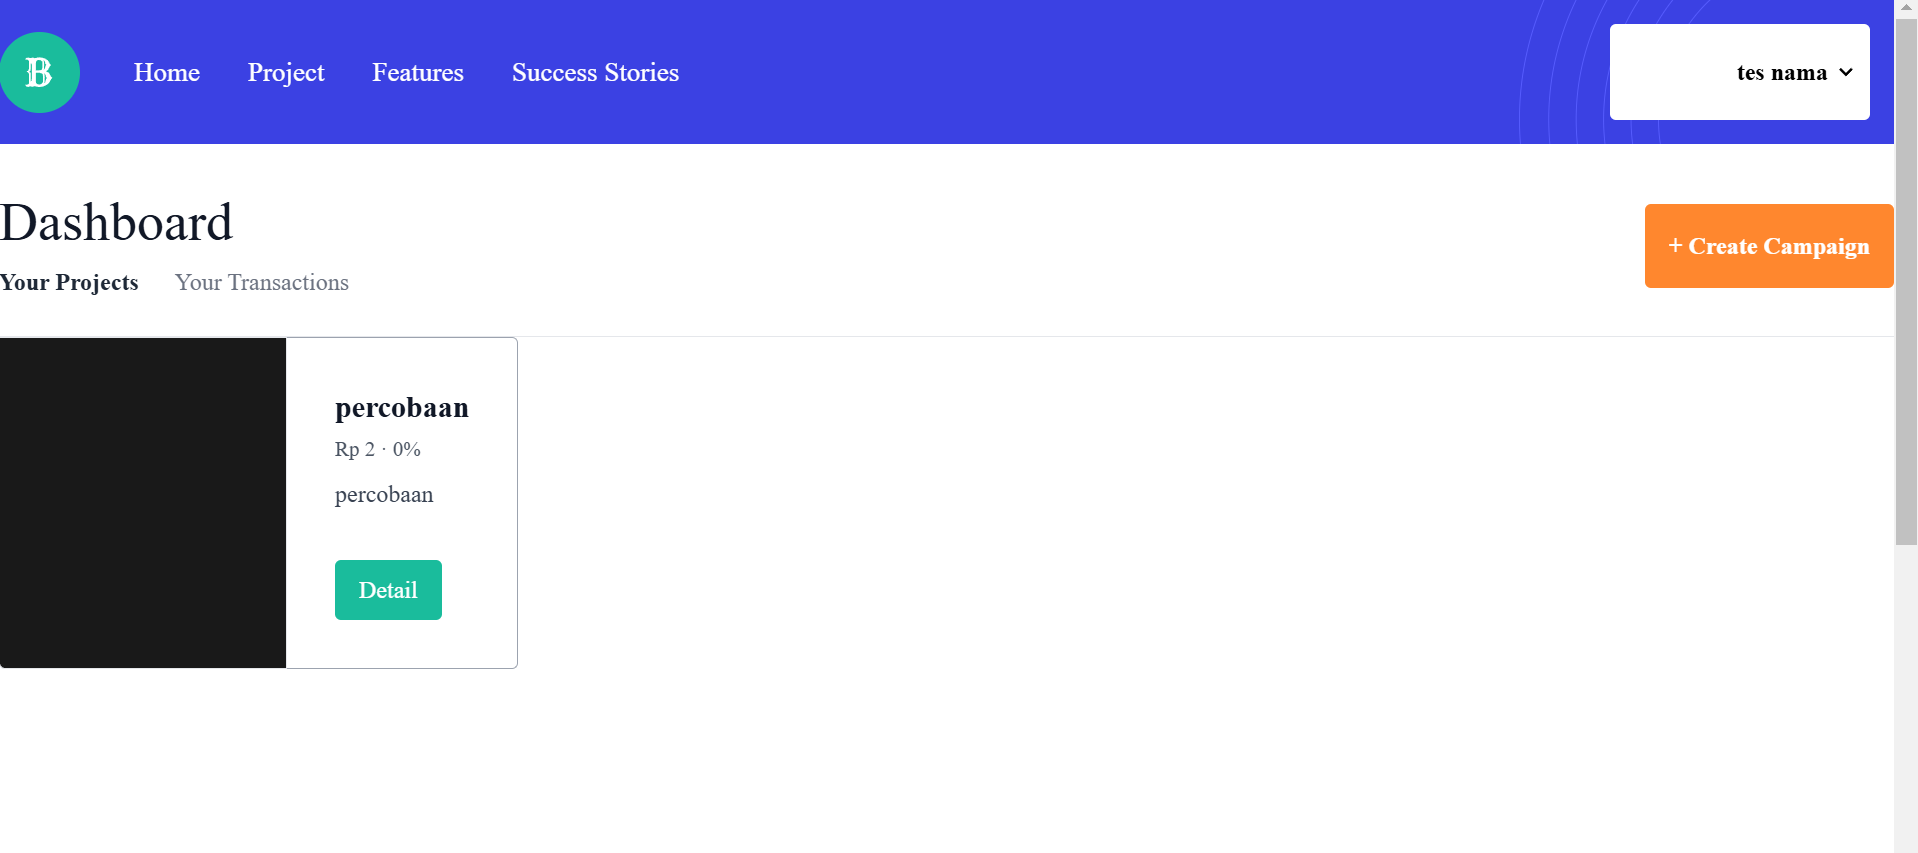 B
Home Project Features Success Stories
tes nama
Dashboard
+ Create Campaign
Your Projects Your Transactions
percobaan
Rp 2 · 0%
percobaan
Detail